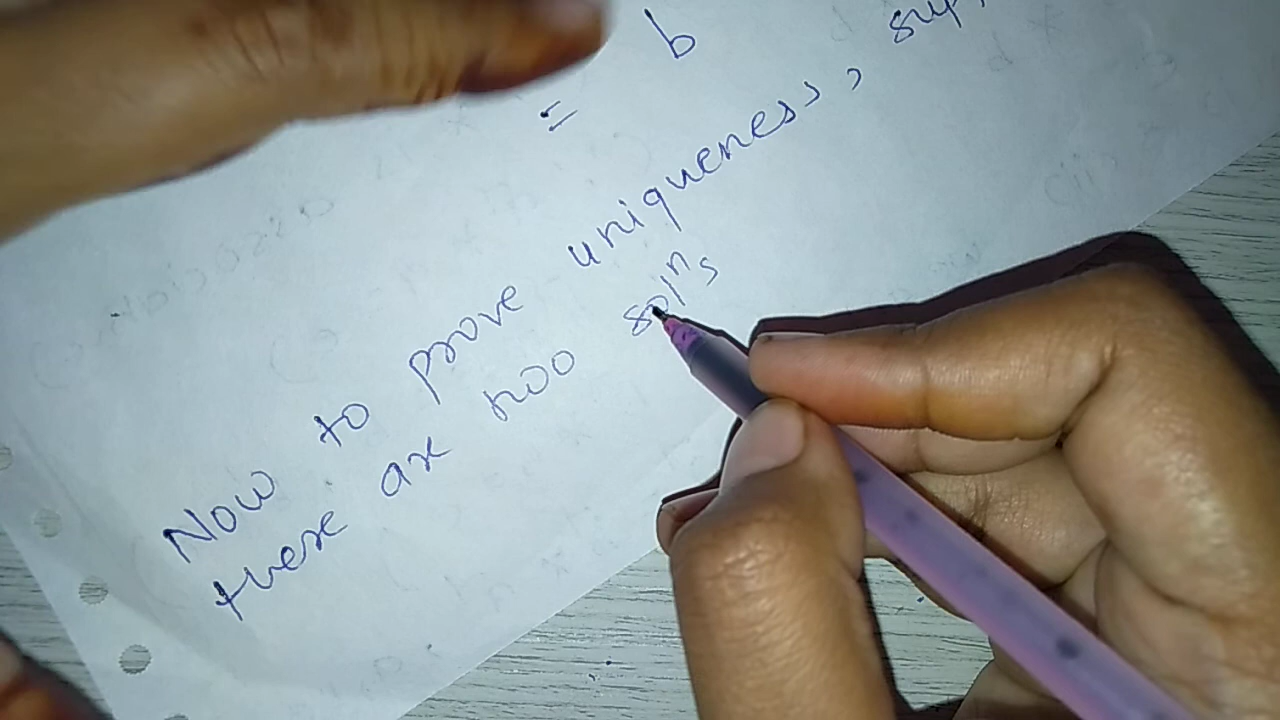 = b
Now to prove uniqueness, sup
there are two solⁿs